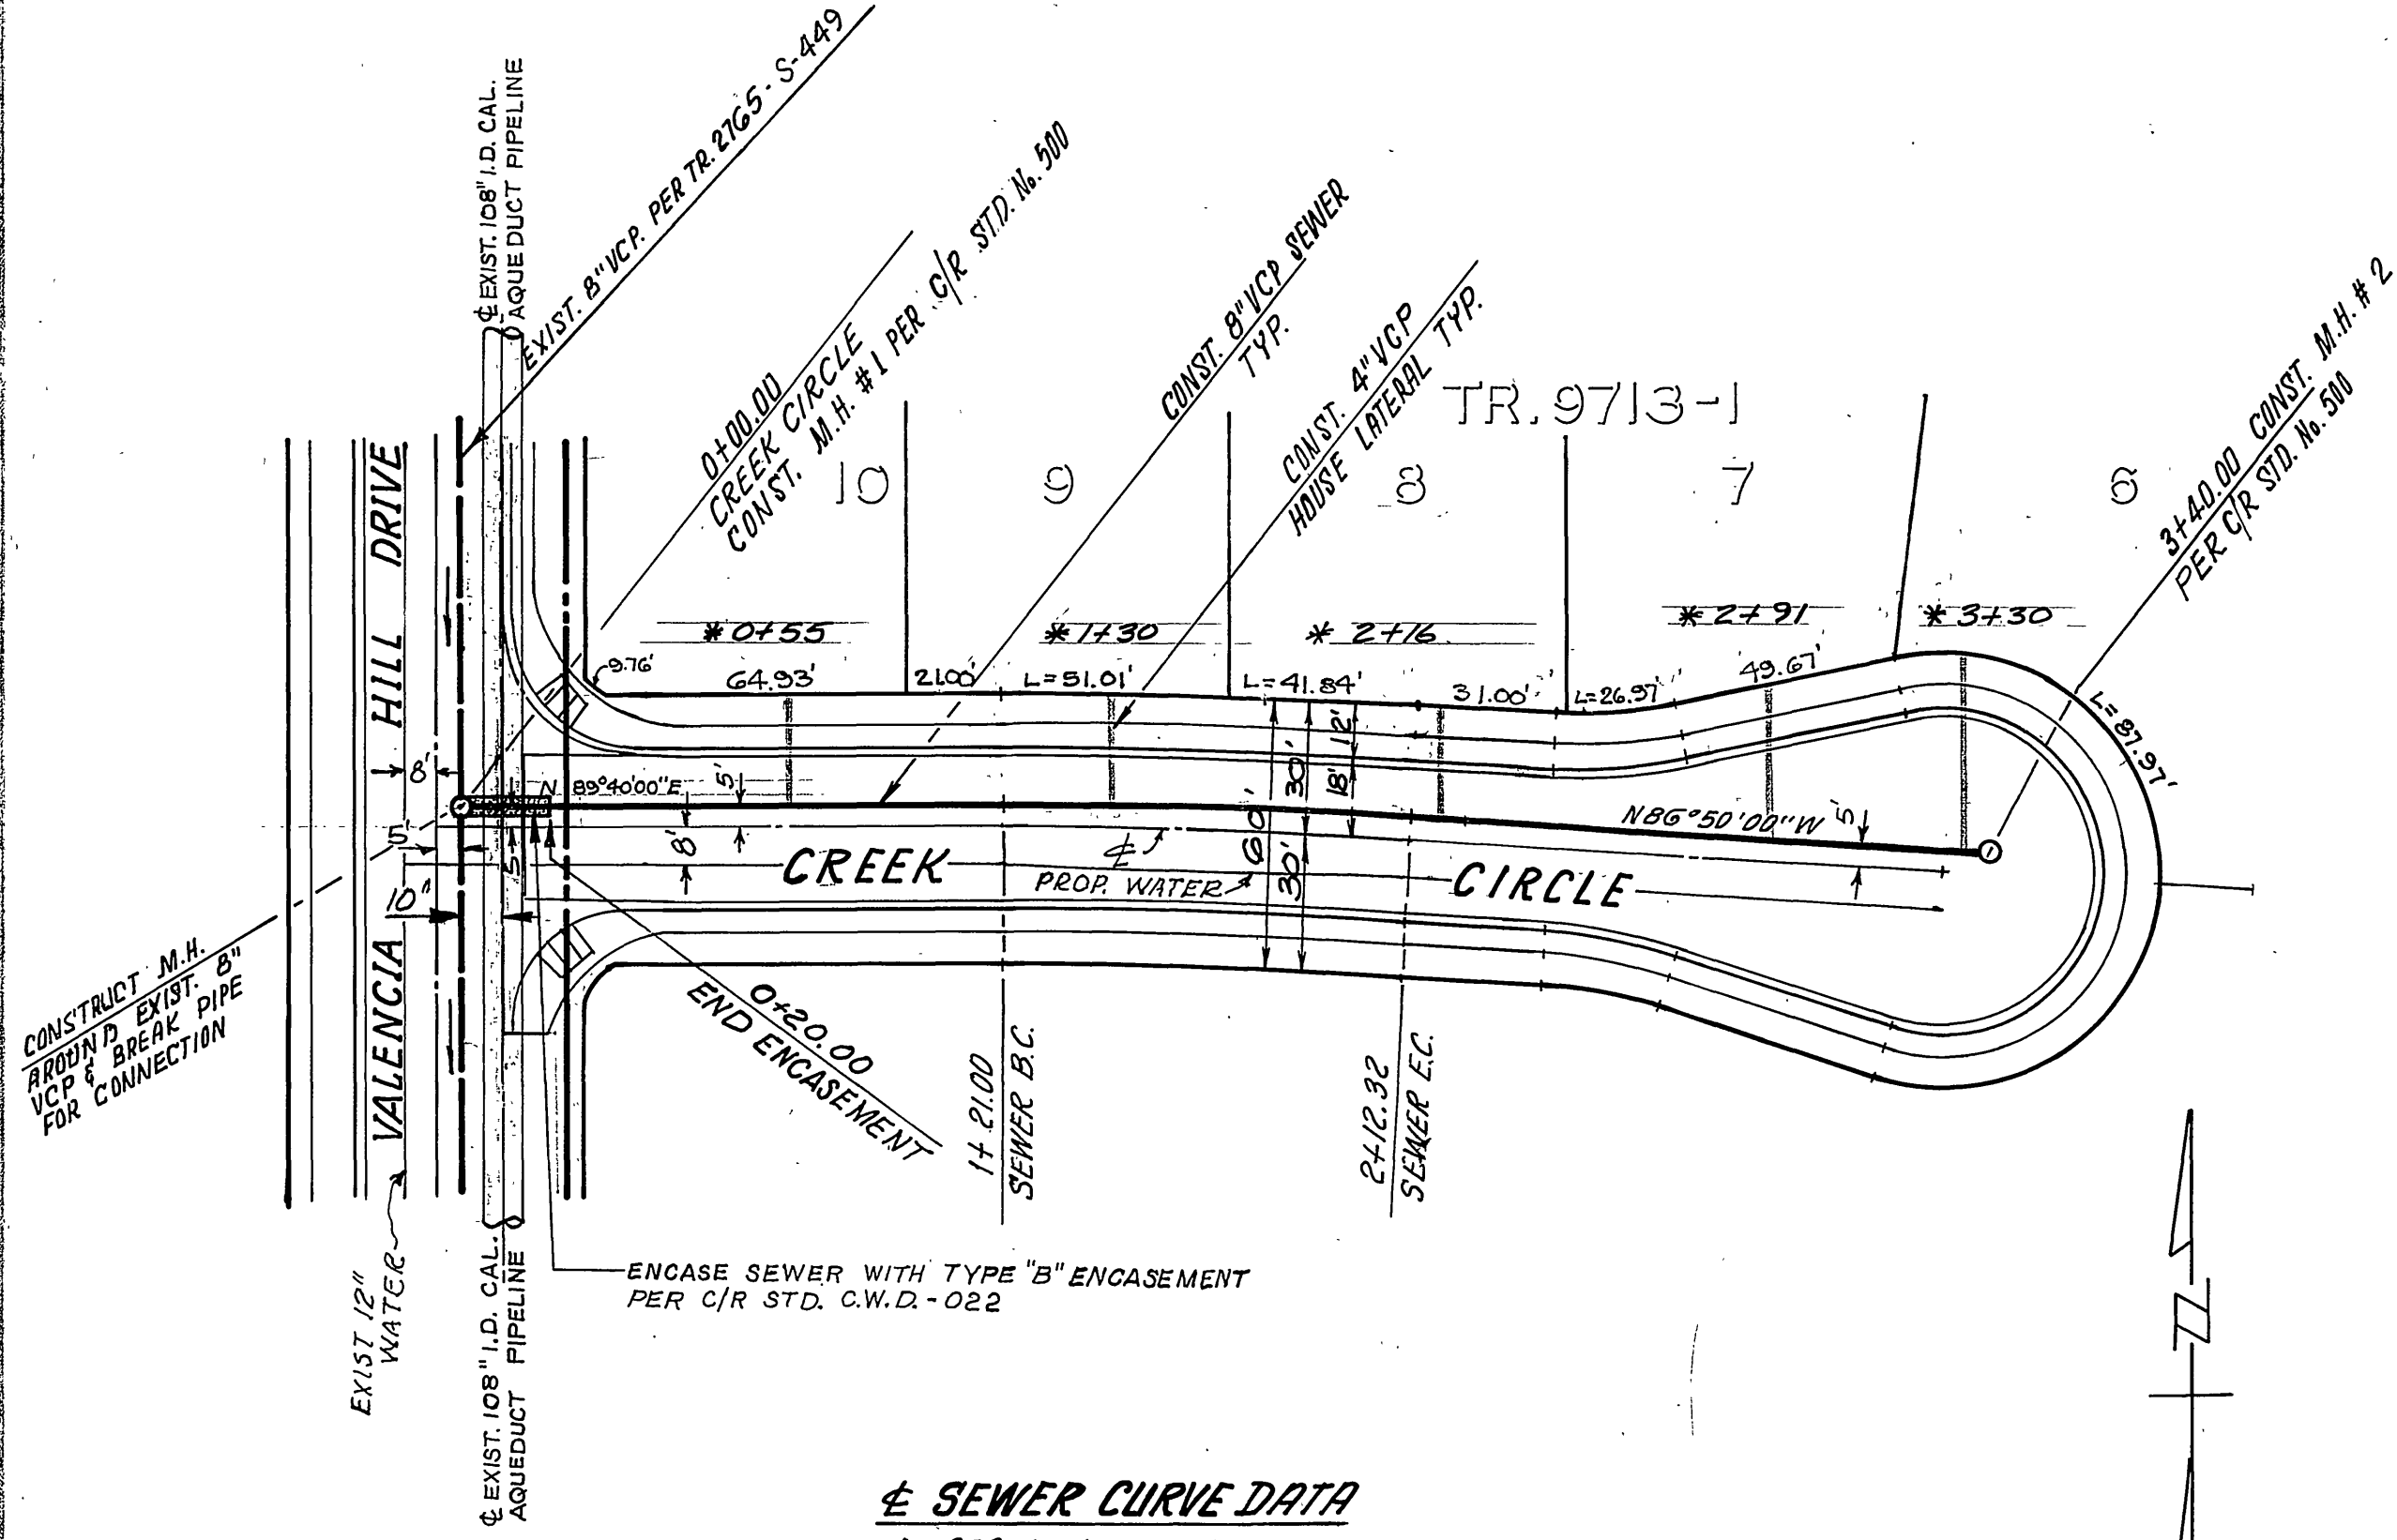 EXIST. 8" VCP. PER TR. 2765 - S-449
℄ EXIST. 108" I.D. CAL.
AQUEDUCT PIPELINE
0+00.00
CREEK CIRCLE
CONST. M.H. #1 PER C/R STD. No. 500
CONST. 8" VCP SEWER
TYP.
CONST. 4" VCP
HOUSE LATERAL TYP.
TR. 9713-1
3+40.00 CONST. M.H. # 2
PER C/R STD. No. 500
10
9
8
7
6
* 0+55
* 1+30
* 2+16
* 2+91
* 3+30
9.76'
64.93'
21.00'
L=51.01'
L=41.84'
31.00'
L=26.97'
49.67'
L=87.97'
VALENCIA HILL DRIVE
8'
N 89°40'00" E
5'
8'
5'
5'
10"
60'
30'
30'
12'
18'
N 86°50'00" W
5'
℄
CREEK CIRCLE
PROP. WATER
CONSTRUCT M.H.
AROUND EXIST. 8"
VCP & BREAK PIPE
FOR CONNECTION
0+20.00
END ENCASEMENT
1+21.00
SEWER B.C.
2+12.32
SEWER E.C.
EXIST 12"
WATER
℄ EXIST. 108" I.D. CAL.
AQUEDUCT PIPELINE
ENCASE SEWER WITH TYPE "B" ENCASEMENT
PER C/R STD. C.W.D. - 022
N
℄ SEWER CURVE DATA